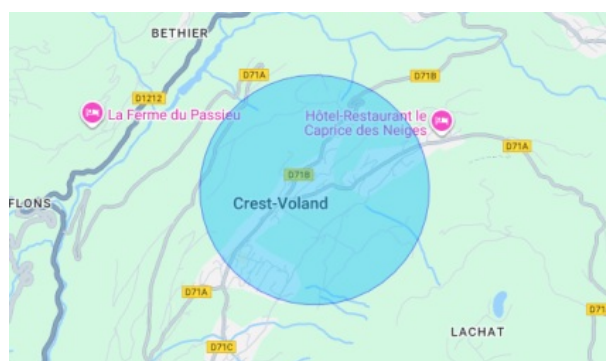 BETHIER
D71A
D71B
D1212
La Ferme du Passieu
Hôtel-Restaurant le
Caprice des Neiges
D71A
D71B
FLONS
Crest-Voland
D71A
D71
LACHAT
D71C